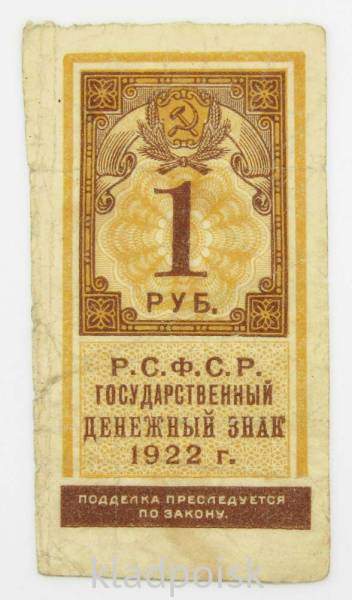 1
РУБ.
Р.С.Ф.С.Р.
ГОСУДАРСТВЕННЫЙ
ДЕНЕЖНЫЙ ЗНАК
1922 г.
ПОДДЕЛКА ПРЕСЛЕДУЕТСЯ
ПО ЗАКОНУ.
kladpoisk